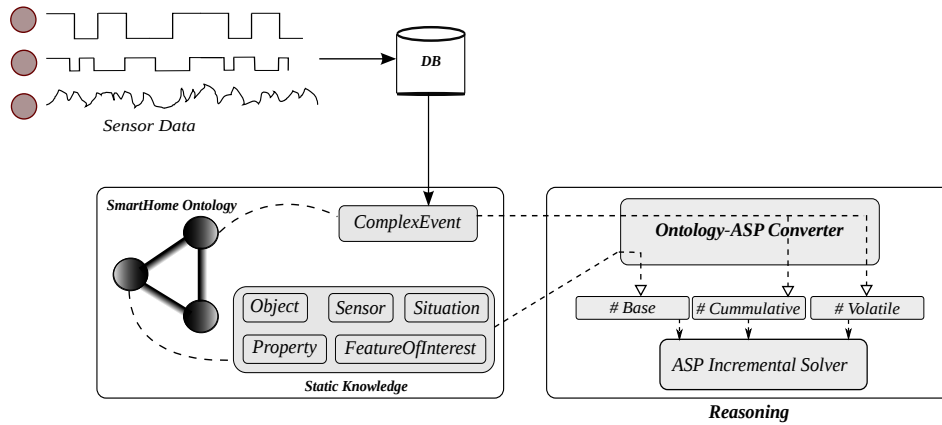 DB
Sensor Data
SmartHome Ontology
ComplexEvent
Object
Sensor
Situation
Property
FeatureOfInterest
Static Knowledge
Ontology-ASP Converter
# Base
# Cummulative
# Volatile
ASP Incremental Solver
Reasoning